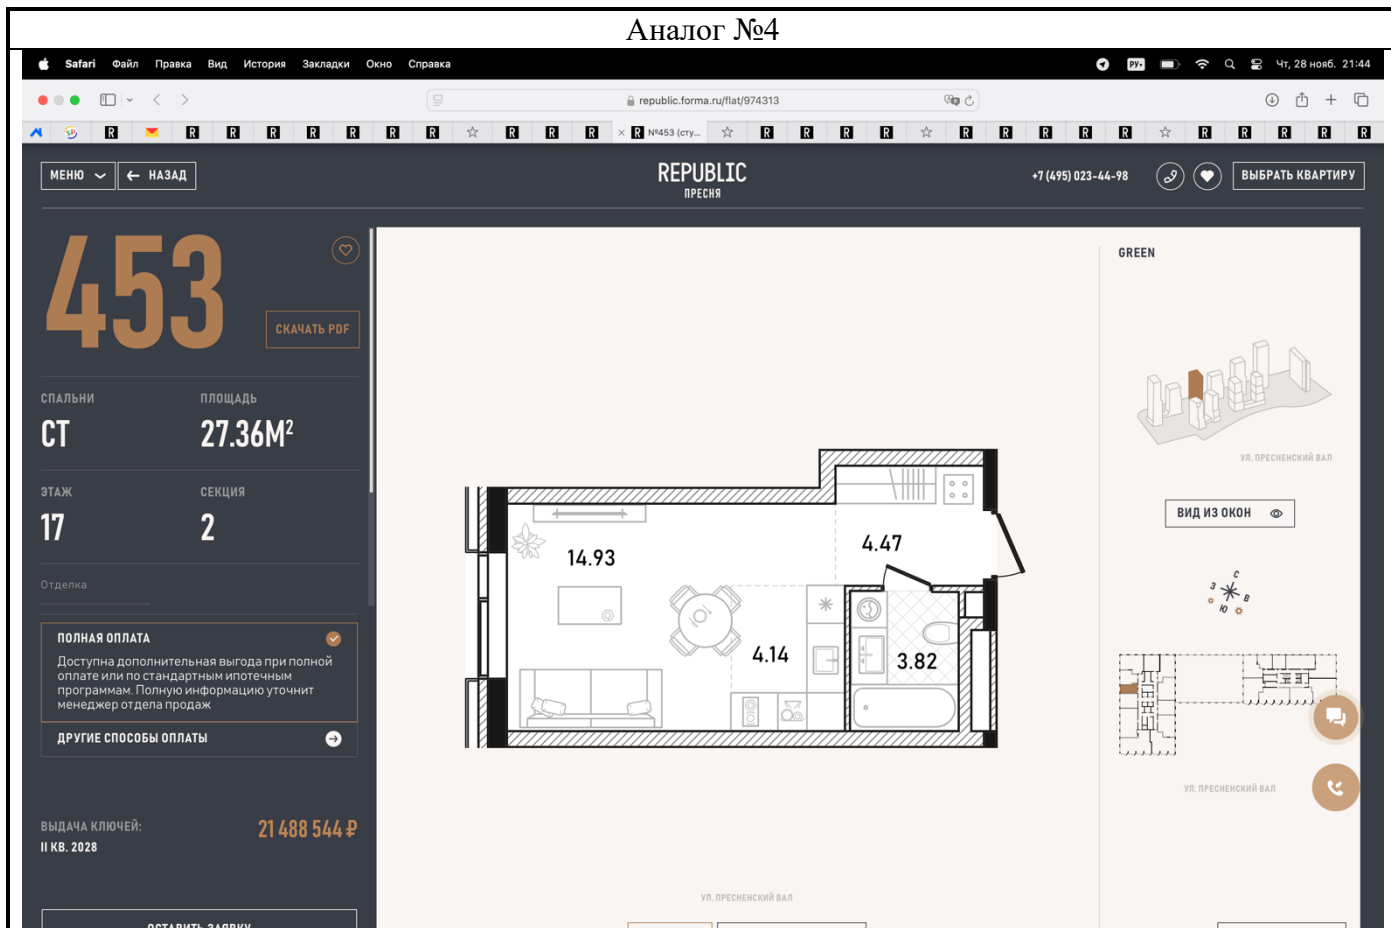 Аналог №4
Safari Файл Правка Вид История Закладки Окно Справка
РУ. Чт, 28 нояб. 21:44
republic.forma.ru/flat/974313
№453 (сту...
МЕНЮ
НАЗАД
REPUBLIC
ПРЕСНЯ
+7 (495) 023-44-98
ВЫБРАТЬ КВАРТИРУ
453
СКАЧАТЬ PDF
СПАЛЬНИ ПЛОЩАДЬ
СТ 27.36М²
ЭТАЖ СЕКЦИЯ
17 2
Отделка
ПОЛНАЯ ОПЛАТА
Доступна дополнительная выгода при полной
оплате или по стандартным ипотечным
программам. Полную информацию уточнит
менеджер отдела продаж
ДРУГИЕ СПОСОБЫ ОПЛАТЫ
ВЫДАЧА КЛЮЧЕЙ:
II КВ. 2028
21 488 544 ₽
ОСТАВИТЬ ЗАЯВКУ
14.93
4.47
4.14
3.82
УЛ. ПРЕСНЕНСКИЙ ВАЛ
GREEN
УЛ. ПРЕСНЕНСКИЙ ВАЛ
ВИД ИЗ ОКОН
С
З
В
Ю
УЛ. ПРЕСНЕНСКИЙ ВАЛ